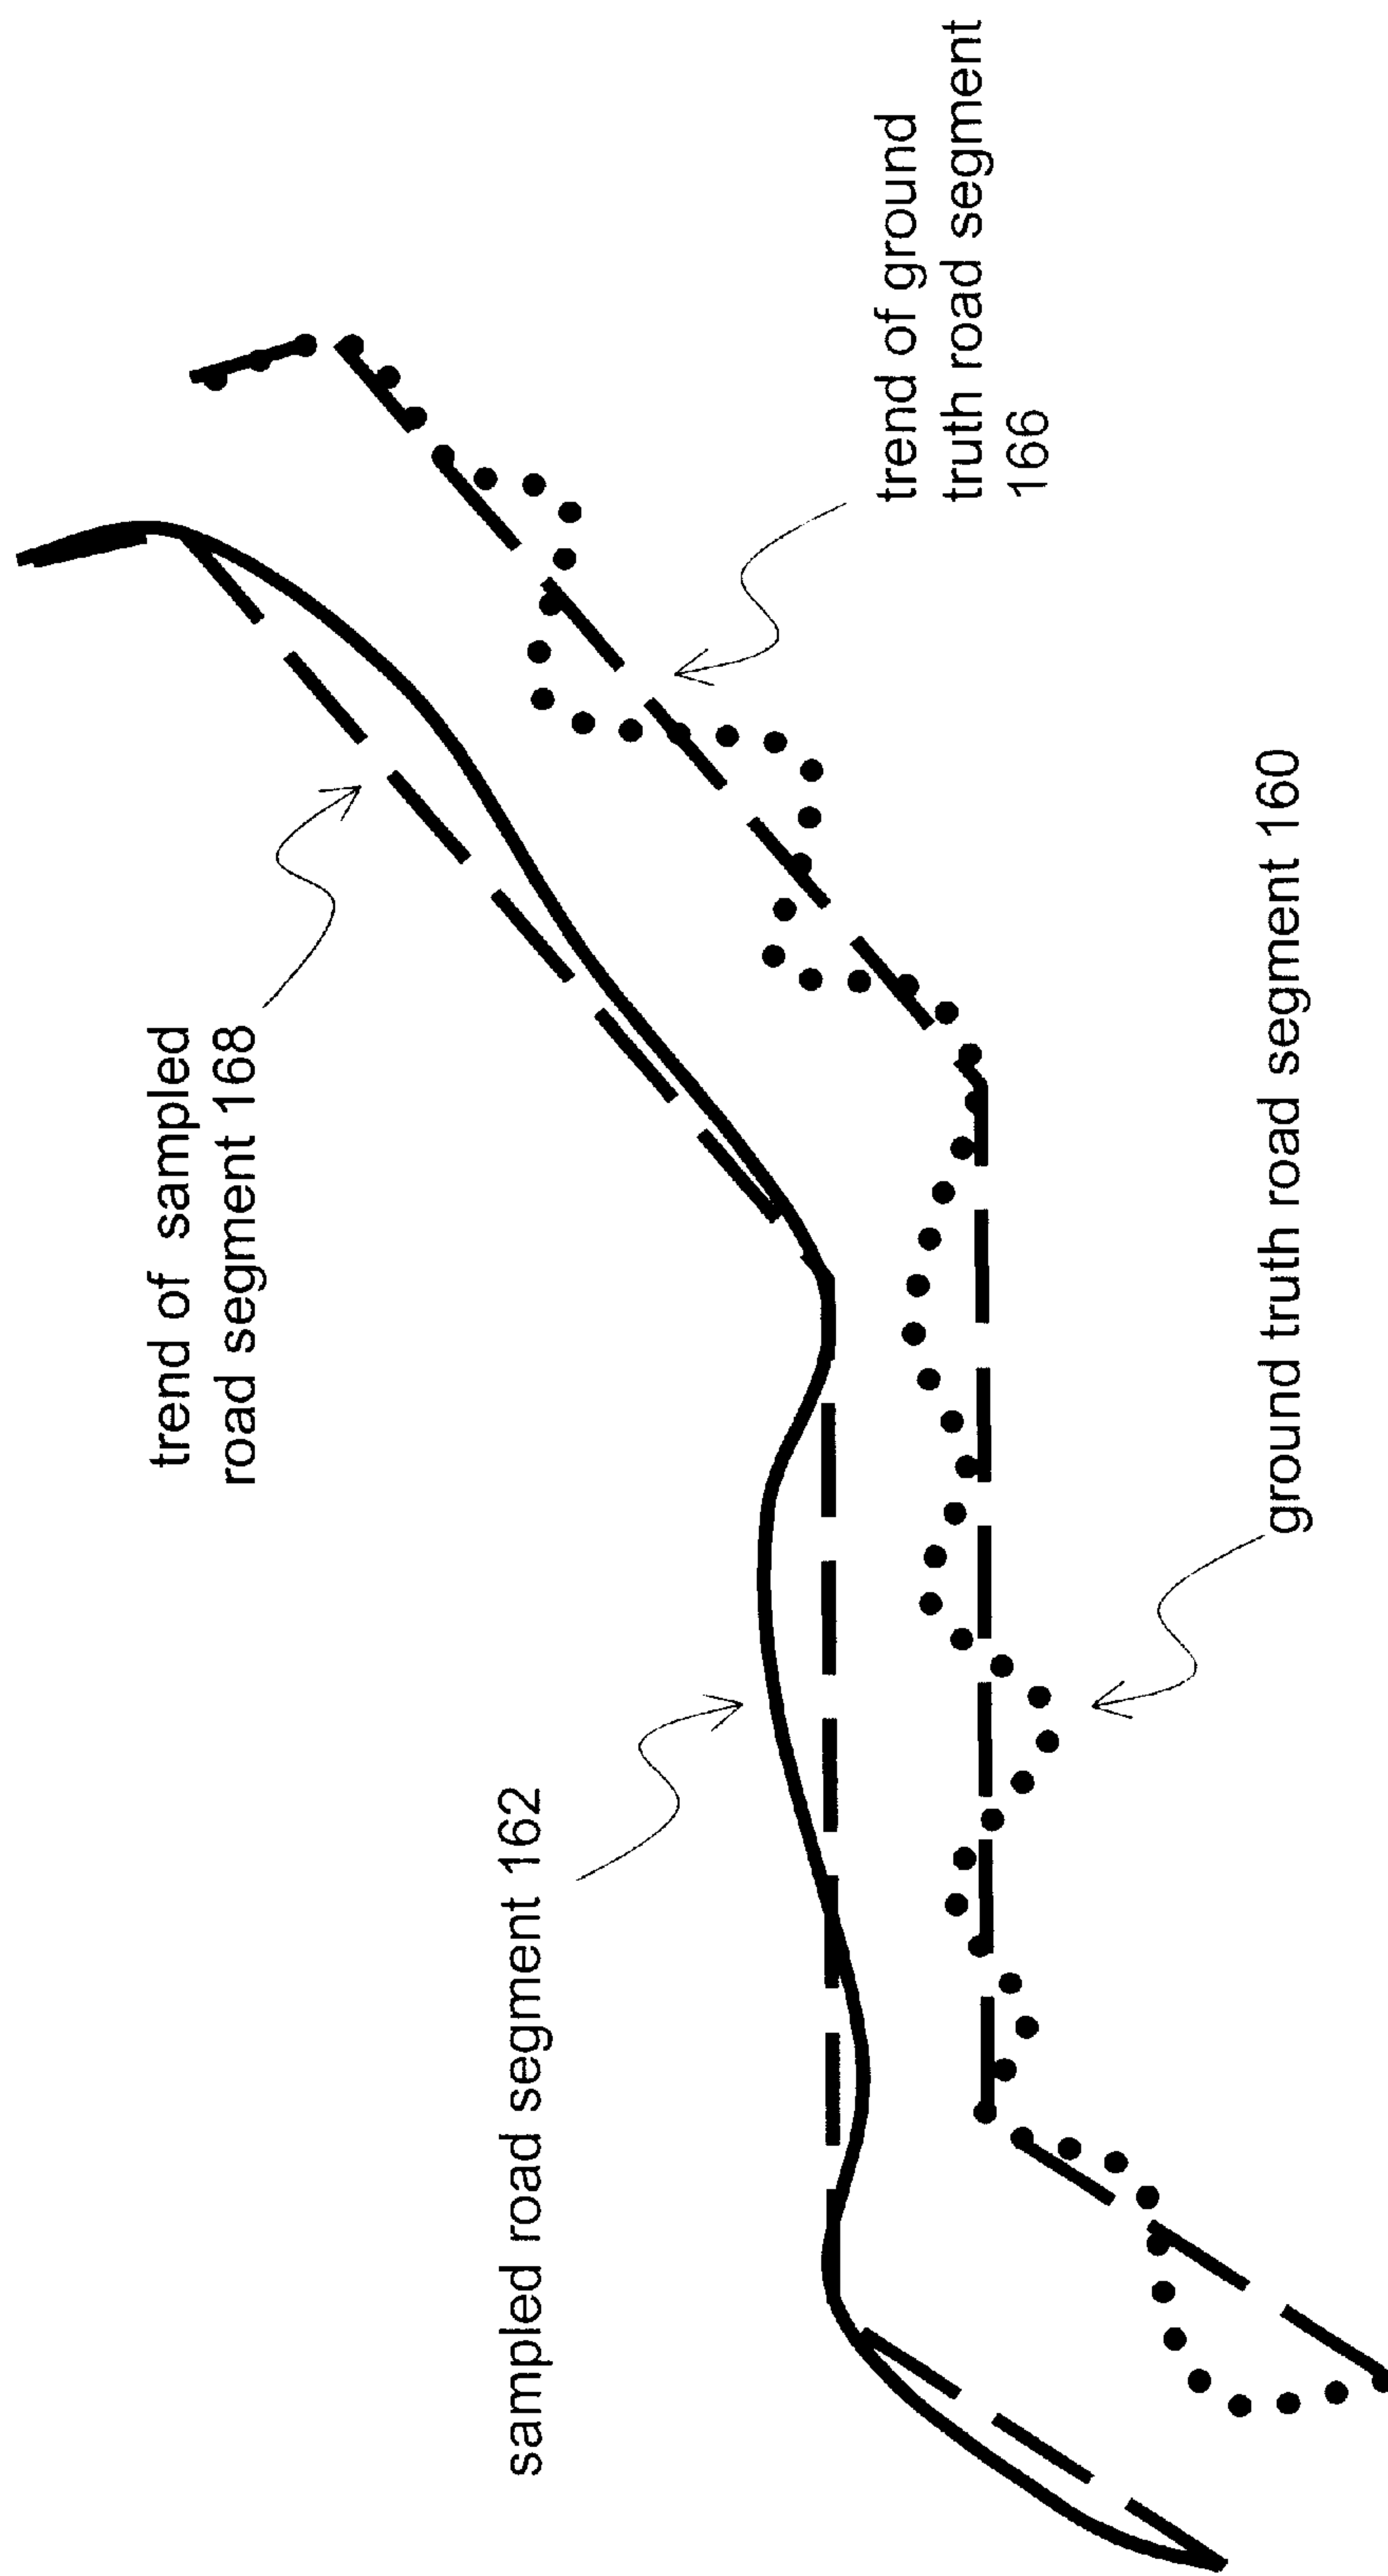 trend of sampled
road segment 168
sampled road segment 162
trend of ground
truth road segment
166
ground truth road segment 160